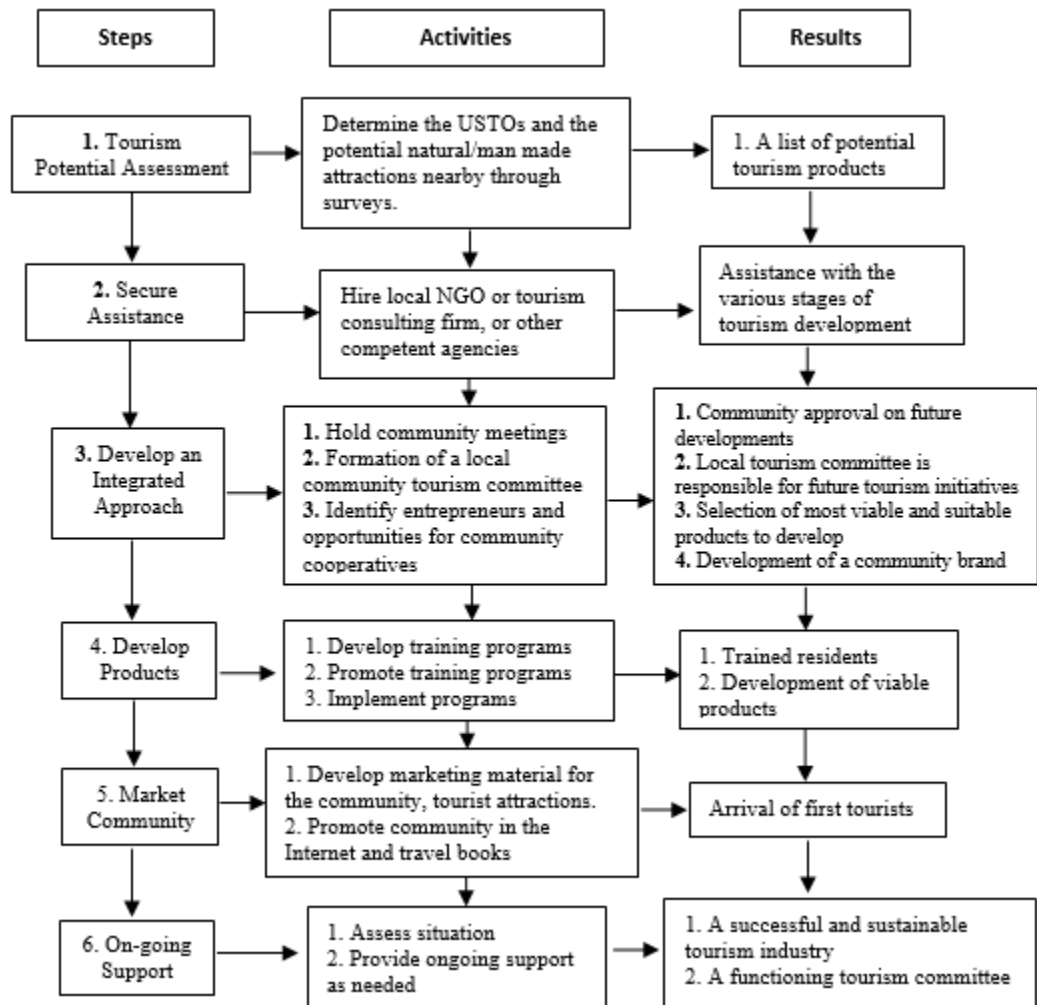 Steps
Activities
Results
1. Tourism
Potential Assessment
Determine the USTOs and the
potential natural/man made
attractions nearby through
surveys.
1. A list of potential
tourism products
2. Secure
Assistance
Hire local NGO or tourism
consulting firm, or other
competent agencies
Assistance with the
various stages of
tourism development
3. Develop an
Integrated
Approach
1. Hold community meetings
2. Formation of a local
community tourism committee
3. Identify entrepreneurs and
opportunities for community
cooperatives
1. Community approval on future
developments
2. Local tourism committee is
responsible for future tourism initiatives
3. Selection of most viable and suitable
products to develop
4. Development of a community brand
4. Develop
Products
1. Develop training programs
2. Promote training programs
3. Implement programs
1. Trained residents
2. Development of viable
products
5. Market
Community
1. Develop marketing material for
the community, tourist attractions.
2. Promote community in the
Internet and travel books
Arrival of first tourists
6. On-going
Support
1. Assess situation
2. Provide ongoing support
as needed
1. A successful and sustainable
tourism industry
2. A functioning tourism committee